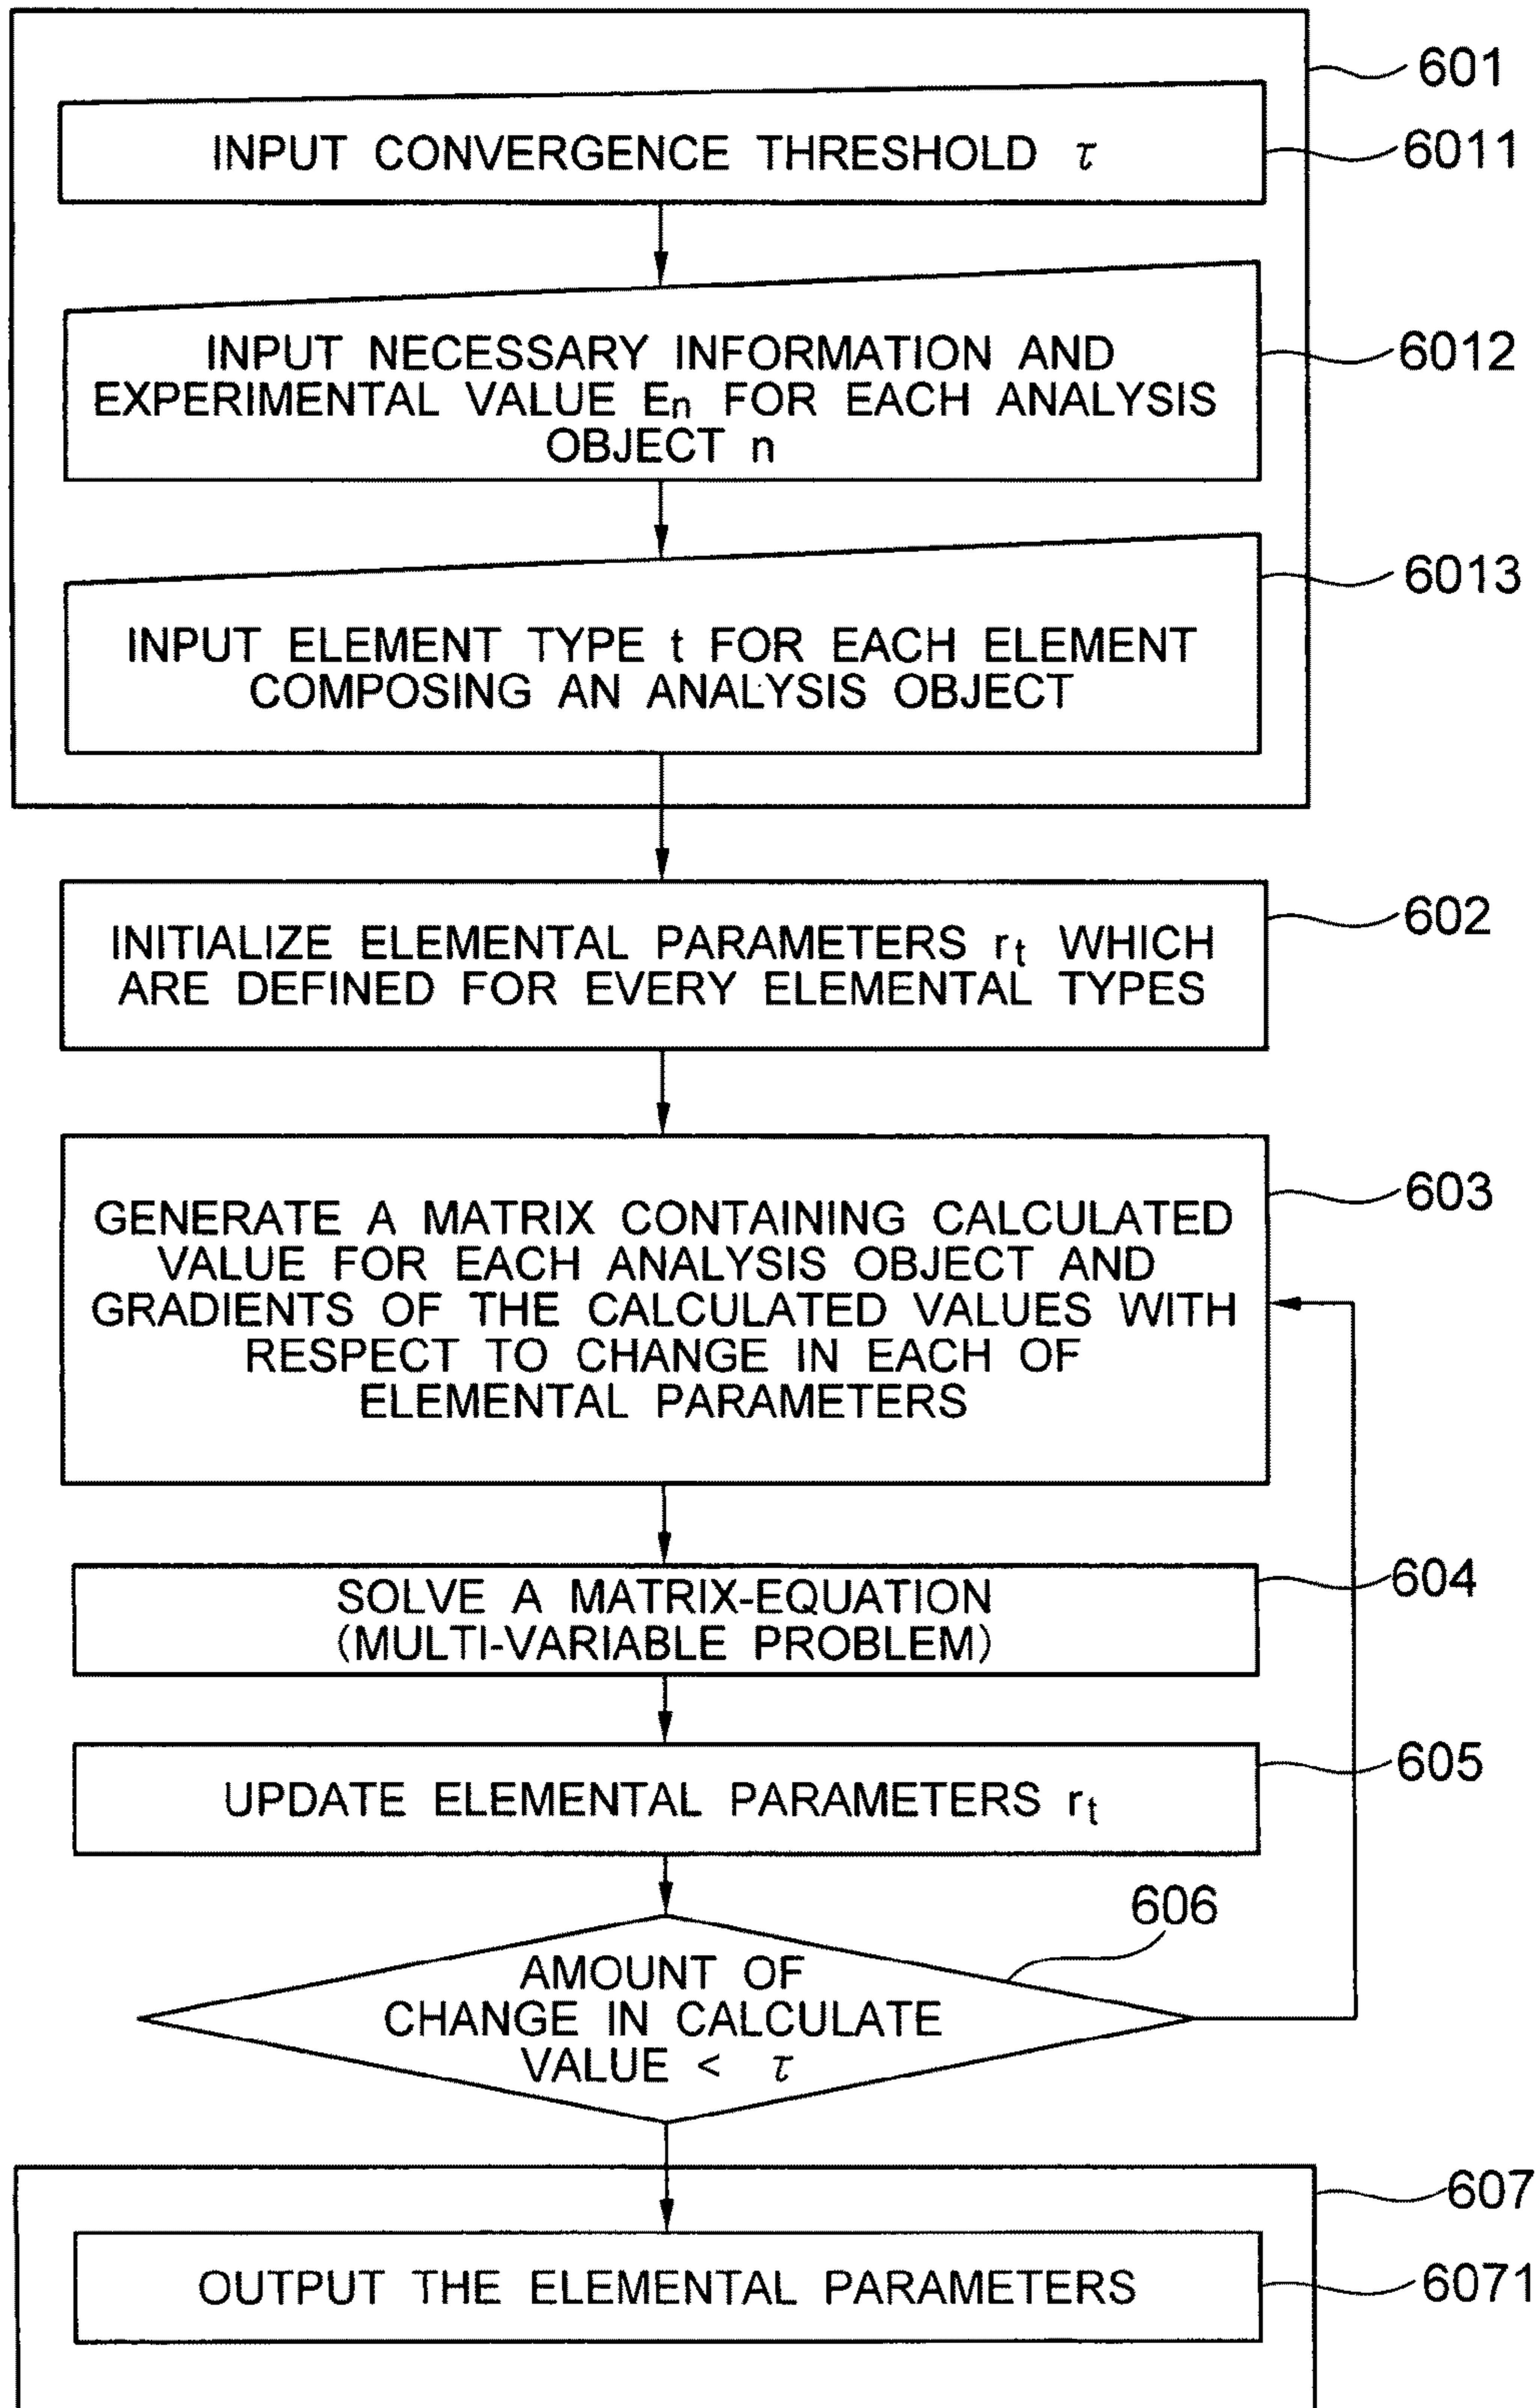 601
INPUT CONVERGENCE THRESHOLD τ
6011
INPUT NECESSARY INFORMATION AND
EXPERIMENTAL VALUE En FOR EACH ANALYSIS
OBJECT n
6012
INPUT ELEMENT TYPE t FOR EACH ELEMENT
COMPOSING AN ANALYSIS OBJECT
6013
INITIALIZE ELEMENTAL PARAMETERS rt WHICH
ARE DEFINED FOR EVERY ELEMENTAL TYPES
602
GENERATE A MATRIX CONTAINING CALCULATED
VALUE FOR EACH ANALYSIS OBJECT AND
GRADIENTS OF THE CALCULATED VALUES WITH
RESPECT TO CHANGE IN EACH OF
ELEMENTAL PARAMETERS
603
SOLVE A MATRIX-EQUATION
(MULTI-VARIABLE PROBLEM)
604
UPDATE ELEMENTAL PARAMETERS rt
605
606
AMOUNT OF
CHANGE IN CALCULATE
VALUE < τ
607
OUTPUT THE ELEMENTAL PARAMETERS
6071